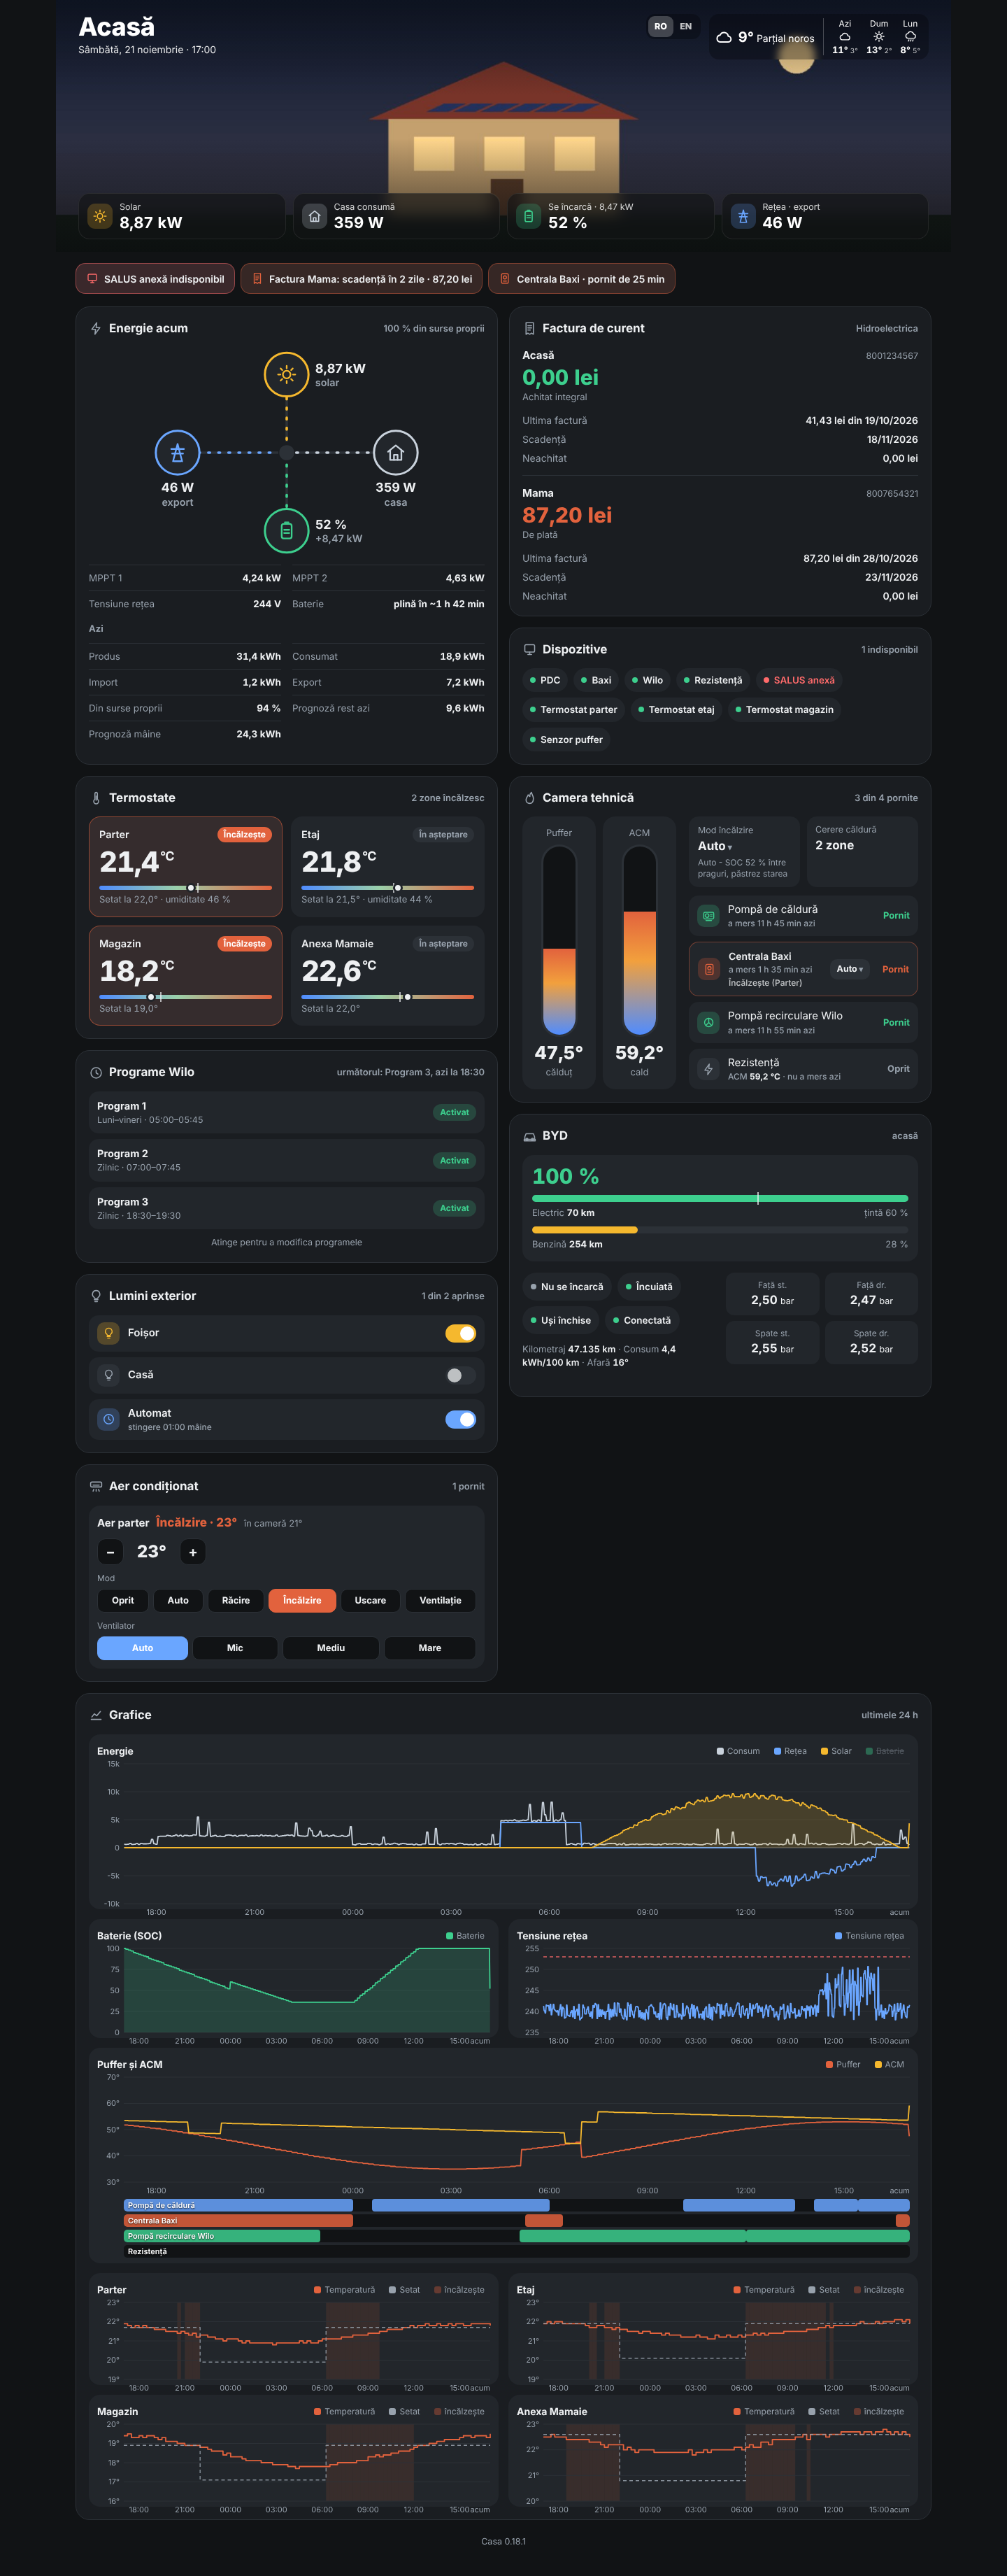 Acasă
Sâmbătă, 21 noiembrie · 17:00
RO EN
9° Parțial noros
Azi Dum Lun
11° 3° 13° 2° 8° 5°
Solar
8,87 kW
Casa consumă
359 W
Se încarcă · 8,47 kW
52 %
Rețea · export
46 W
SALUS anexă indisponibil
Factura Mama: scadență în 2 zile · 87,20 lei
Centrala Baxi · pornit de 25 min
Energie acum
100 % din surse proprii
8,87 kW
solar
46 W
export
359 W
casa
52 %
+8,47 kW
MPPT 1 4,24 kW MPPT 2 4,63 kW
Tensiune rețea 244 V Baterie plină în ~1 h 42 min
Azi
Produs 31,4 kWh Consumat 18,9 kWh
Import 1,2 kWh Export 7,2 kWh
Din surse proprii 94 % Prognoză rest azi 9,6 kWh
Prognoză mâine 24,3 kWh
Factura de curent
Hidroelectrica
Acasă 8001234567
0,00 lei
Achitat integral
Ultima factură 41,43 lei din 19/10/2026
Scadență 18/11/2026
Neachitat 0,00 lei
Mama 8007654321
87,20 lei
De plată
Ultima factură 87,20 lei din 28/10/2026
Scadență 23/11/2026
Neachitat 0,00 lei
Dispozitive
1 indisponibil
PDC Baxi Wilo Rezistență SALUS anexă
Termostat parter Termostat etaj Termostat magazin
Senzor puffer
Termostate
2 zone încălzesc
Parter Încălzește
21,4°C
Setat la 22,0° · umiditate 46 %
Etaj În așteptare
21,8°C
Setat la 21,5° · umiditate 44 %
Magazin Încălzește
18,2°C
Setat la 19,0°
Anexa Mamaie În așteptare
22,6°C
Setat la 22,0°
Camera tehnică
3 din 4 pornite
Puffer
47,5°
călduț
ACM
59,2°
cald
Mod încălzire
Auto ▾
Auto - SOC 52 % între
praguri, păstrez starea
Cerere căldură
2 zone
Pompă de căldură
a mers 11 h 45 min azi
Pornit
Centrala Baxi
a mers 1 h 35 min azi
Încălzește (Parter)
Auto ▾ Pornit
Pompă recirculare Wilo
a mers 11 h 55 min azi
Pornit
Rezistență
ACM 59,2 °C · nu a mers azi
Oprit
Programe Wilo
următorul: Program 3, azi la 18:30
Program 1
Luni–vineri · 05:00–05:45
Activat
Program 2
Zilnic · 07:00–07:45
Activat
Program 3
Zilnic · 18:30–19:30
Activat
Atinge pentru a modifica programele
BYD
acasă
100 %
Electric 70 km țintă 60 %
Benzină 254 km 28 %
Nu se încarcă Încuiată
Uși închise Conectată
Kilometraj 47.135 km · Consum 4,4
kWh/100 km · Afară 16°
Față st.
2,50 bar
Față dr.
2,47 bar
Spate st.
2,55 bar
Spate dr.
2,52 bar
Lumini exterior
1 din 2 aprinse
Foișor
Casă
Automat
stingere 01:00 mâine
Aer condiționat
1 pornit
Aer parter Încălzire · 23° în cameră 21°
− 23° +
Mod
Oprit Auto Răcire Încălzire Uscare Ventilație
Ventilator
Auto Mic Mediu Mare
Grafice
ultimele 24 h
Energie
Consum Rețea Solar Baterie
15k
10k
5k
0
-5k
-10k
18:00 21:00 00:00 03:00 06:00 09:00 12:00 15:00 acum
Baterie (SOC)
Baterie
100
75
50
25
0
18:00 21:00 00:00 03:00 06:00 09:00 12:00 15:00 acum
Tensiune rețea
Tensiune rețea
255
250
245
240
235
18:00 21:00 00:00 03:00 06:00 09:00 12:00 15:00 acum
Puffer și ACM
Puffer ACM
70°
60°
50°
40°
30°
18:00 21:00 00:00 03:00 06:00 09:00 12:00 15:00 acum
Pompă de căldură
Centrala Baxi
Pompă recirculare Wilo
Rezistență
Parter
Temperatură Setat încălzește
23°
22°
21°
20°
19°
18:00 21:00 00:00 03:00 06:00 09:00 12:00 15:00 acum
Etaj
Temperatură Setat încălzește
23°
22°
21°
20°
19°
18:00 21:00 00:00 03:00 06:00 09:00 12:00 15:00 acum
Magazin
Temperatură Setat încălzește
20°
19°
18°
17°
16°
18:00 21:00 00:00 03:00 06:00 09:00 12:00 15:00 acum
Anexa Mamaie
Temperatură Setat încălzește
23°
22°
21°
20°
18:00 21:00 00:00 03:00 06:00 09:00 12:00 15:00 acum
Casa 0.18.1